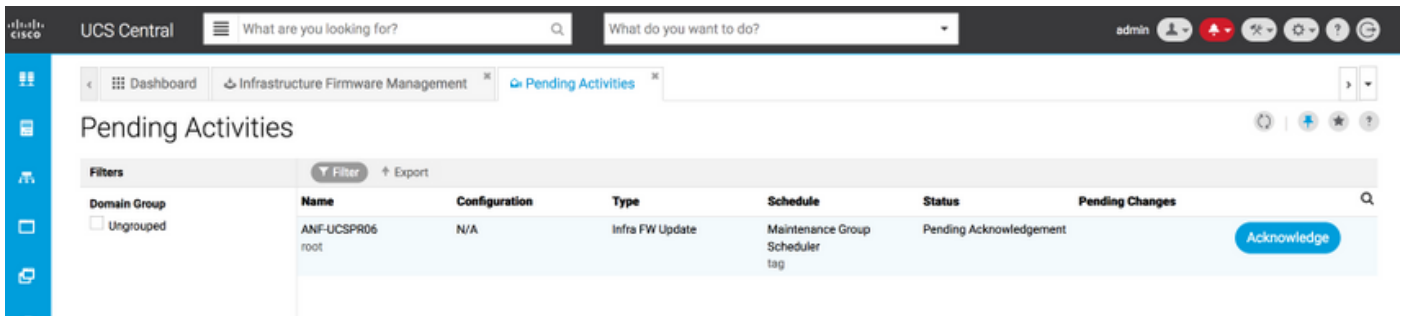 CISCO
UCS Central
What are you looking for?
What do you want to do?
admin
Dashboard
Infrastructure Firmware Management
Pending Activities
Pending Activities
Filters
Filter
Export
Domain Group
Ungrouped
Name Configuration Type Schedule Status Pending Changes
ANF-UCSPR06 N/A Infra FW Update Maintenance Group Pending Acknowledgement
root Scheduler
tag
Acknowledge